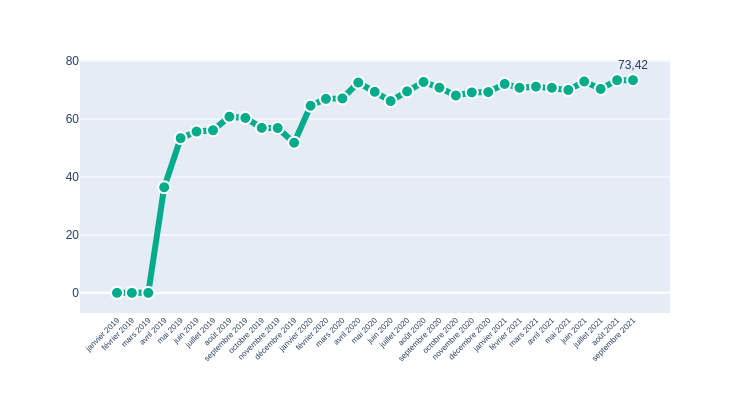 80
73,42
60
40
20
0
janvier 2019
février 2019
mars 2019
avril 2019
mai 2019
juin 2019
juillet 2019
août 2019
septembre 2019
octobre 2019
novembre 2019
décembre 2019
janvier 2020
février 2020
mars 2020
avril 2020
mai 2020
juin 2020
juillet 2020
août 2020
septembre 2020
octobre 2020
novembre 2020
décembre 2020
janvier 2021
février 2021
mars 2021
avril 2021
mai 2021
juin 2021
juillet 2021
août 2021
septembre 2021